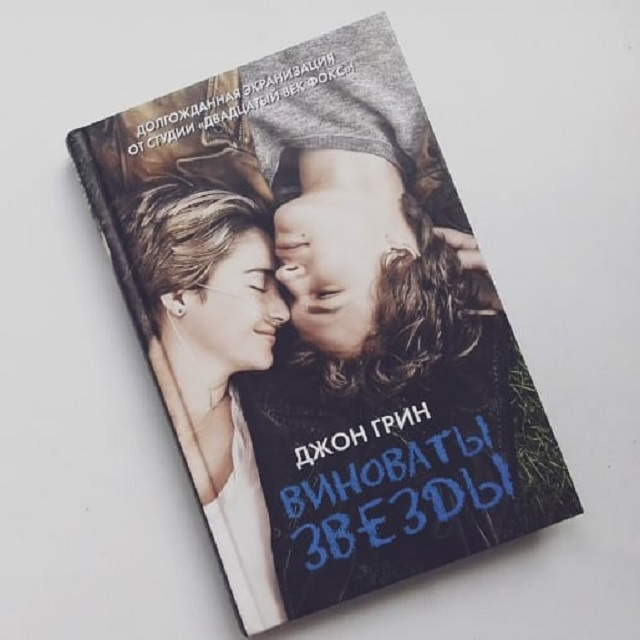 ДОЛГОЖДАННАЯ ЭКРАНИЗАЦИЯ
ОТ СТУДИИ «ДВАДЦАТЫЙ ВЕК ФОКС»!
ДЖОН ГРИН
ВИНОВАТЫ
ЗВЕЗДЫ